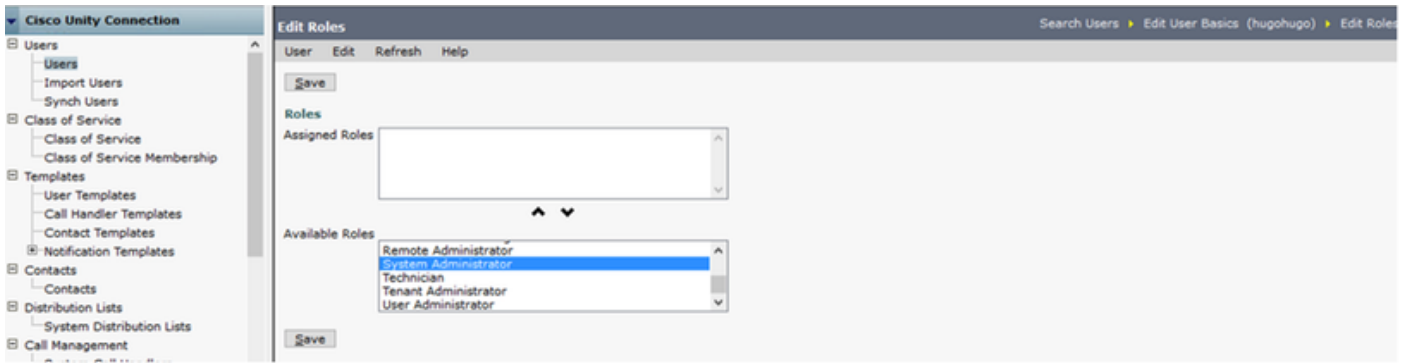 Cisco Unity Connection
Users
Users
Import Users
Synch Users
Class of Service
Class of Service
Class of Service Membership
Templates
User Templates
Call Handler Templates
Contact Templates
Notification Templates
Contacts
Contacts
Distribution Lists
System Distribution Lists
Call Management
Edit Roles
Search Users Edit User Basics (hugohugo) Edit Roles
User Edit Refresh Help
Save
Roles
Assigned Roles
Available Roles
Remote Administrator
System Administrator
Technician
Tenant Administrator
User Administrator
Save